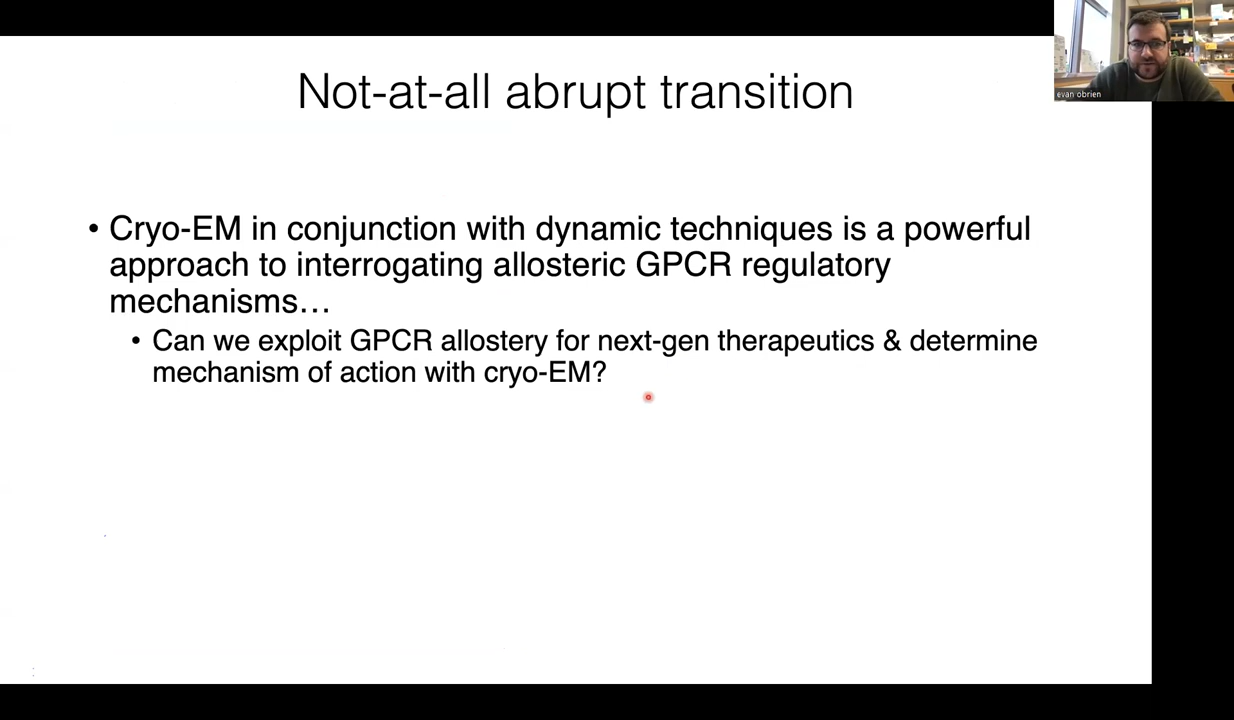 Not-at-all abrupt transition
evan obrien
• Cryo-EM in conjunction with dynamic techniques is a powerful
approach to interrogating allosteric GPCR regulatory
mechanisms…
• Can we exploit GPCR allostery for next-gen therapeutics & determine
mechanism of action with cryo-EM?